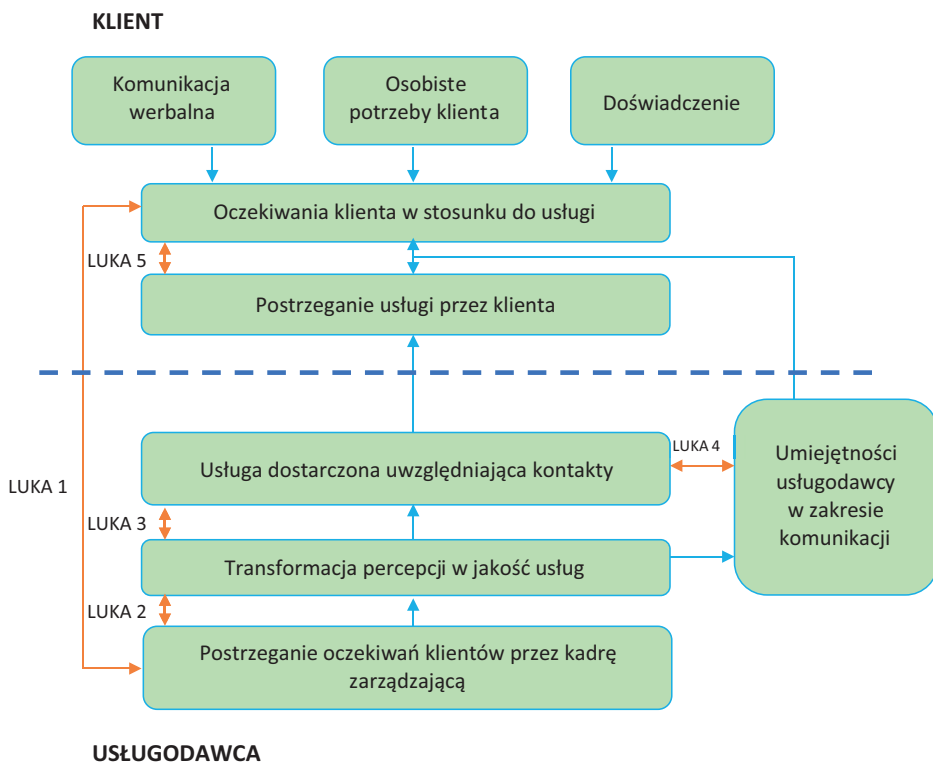 KLIENT
Komunikacja
werbalna
Osobiste
potrzeby klienta
Doświadczenie
Oczekiwania klienta w stosunku do usługi
LUKA 5
Postrzeganie usługi przez klienta
Usługa dostarczona uwzględniająca kontakty
LUKA 4
Umiejętności
usługodawcy
w zakresie
komunikacji
LUKA 1
LUKA 3
Transformacja percepcji w jakość usług
LUKA 2
Postrzeganie oczekiwań klientów przez kadrę
zarządzającą
USŁUGODAWCA